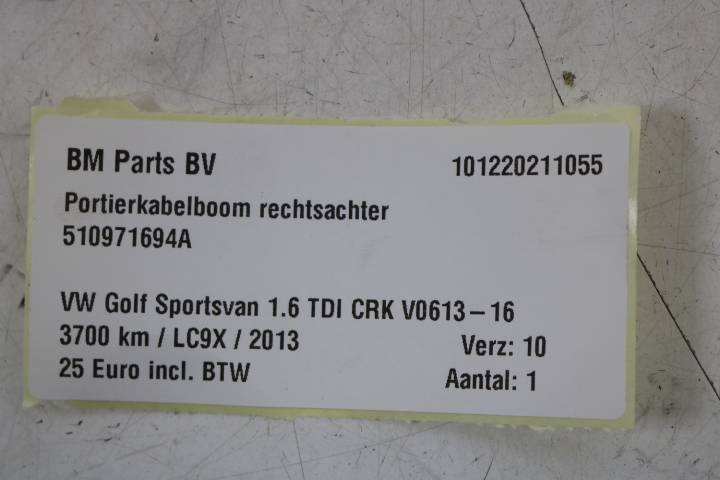 BM Parts BV 101220211055
Portierkabelboom rechtsachter
510971694A
VW Golf Sportsvan 1.6 TDI CRK V0613-16
3700 km / LC9X / 2013 Verz: 10
25 Euro incl. BTW Aantal: 1